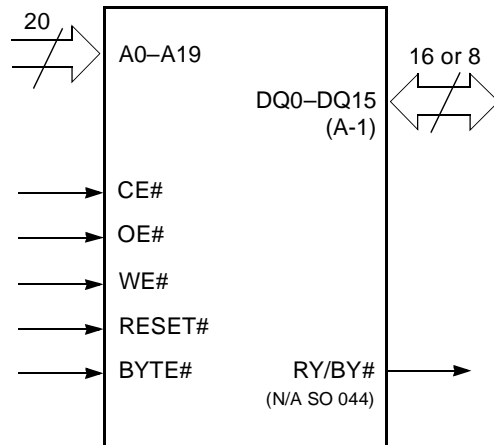 20
A0–A19
16 or 8
DQ0–DQ15
(A-1)
CE#
OE#
WE#
RESET#
BYTE#
RY/BY#
(N/A SO 044)